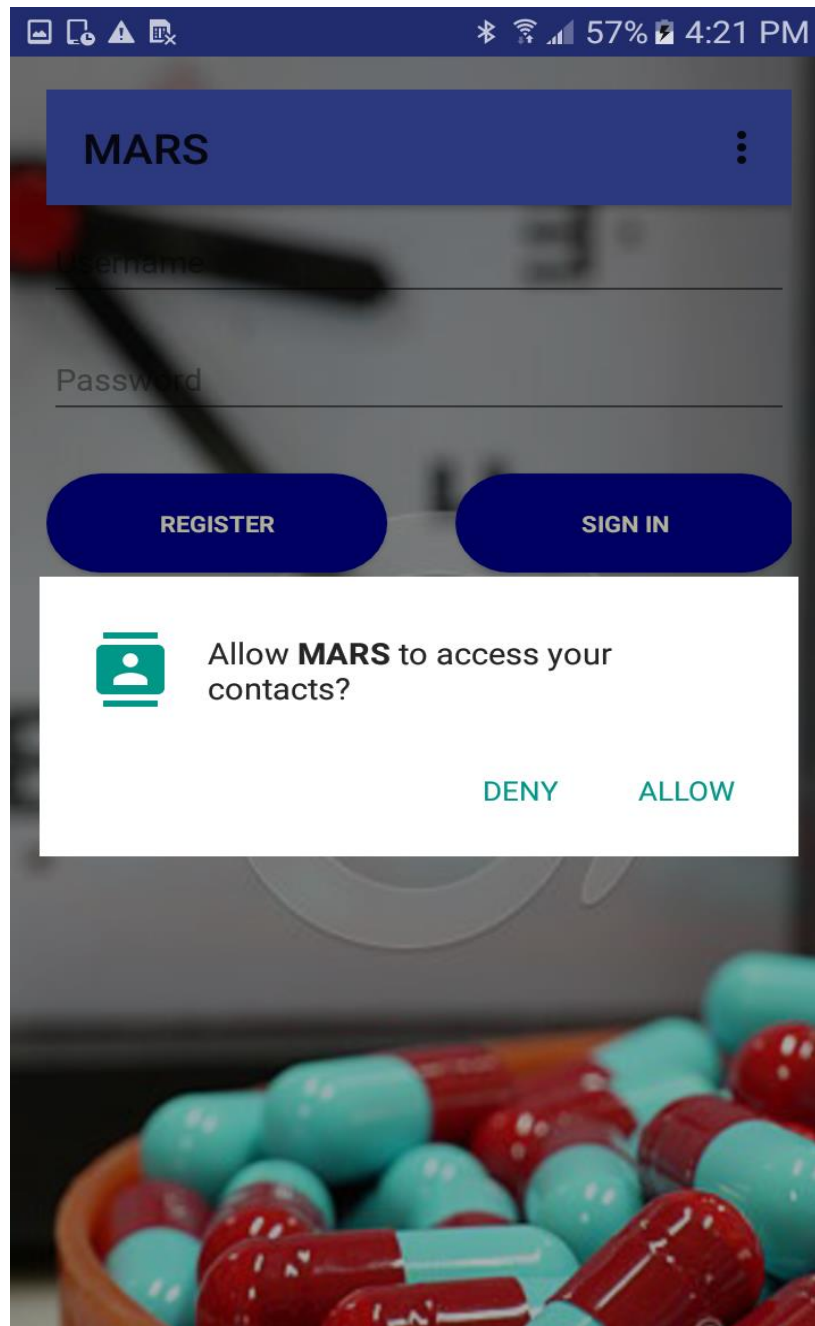 57% 4:21 PM
MARS
Username
Password
REGISTER SIGN IN
Allow MARS to access your
contacts?
DENY ALLOW